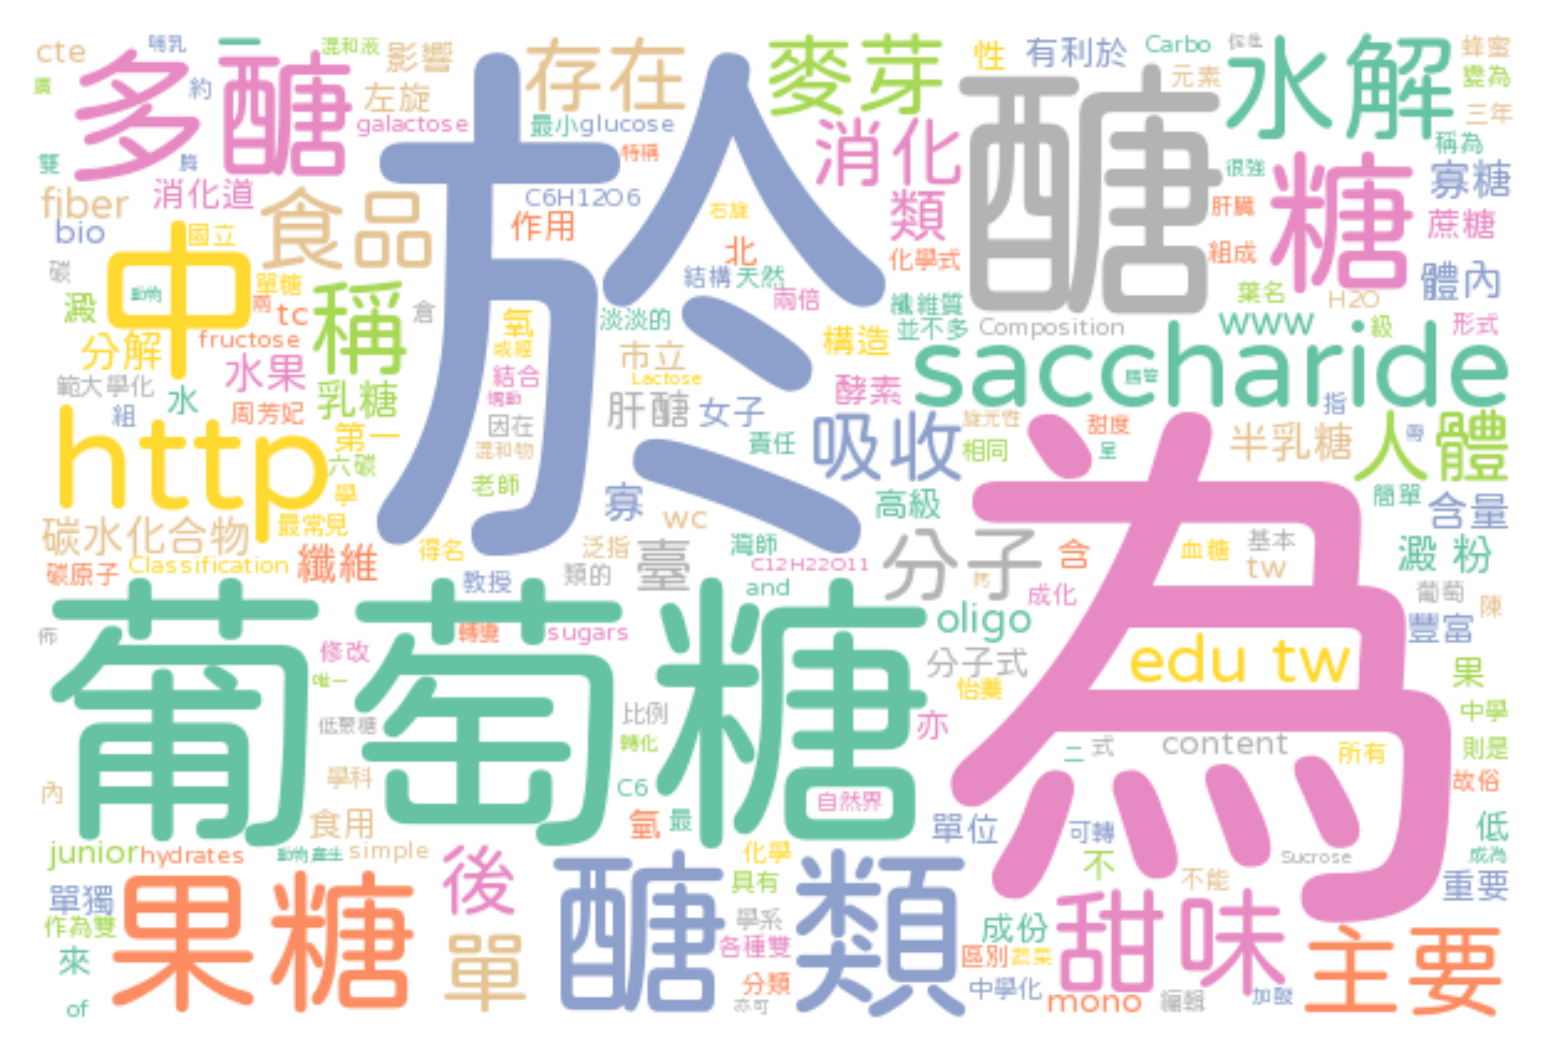 cte
哺乳
一
混和液
影響
存在
麥芽
性
有利於
Carbo
水解
蜂蜜
廣
多醣
約
左旋
galactose
最小
glucose
於
醣
元素
變為
三年
稱為
雙
消化道
特稱
消化
很強
糖
寡糖
fiber
食品
C6H12O6
作用
右旋
類
肝臟
蔗糖
bio
國立
中
北
化學式
組成
體內
碳
動物
單糖
結構
天然
兩倍
纖維質
葉名
H2O
澱
tc
稱
倉
氧
淡淡的
構造
並不多
Composition
www
級
形式
分解
fructose
或經
市立
saccharide
範大學化
水果
結合
Lactose
酵素
組
水
周芳妃
乳糖
因在
肝醣
女子
吸收
旋光性
甜度
指
http
第一
混和物
責任
相同
半乳糖
人體
六碳
學
老師
寡
高級
簡單
含量
碳水化合物
最常見
wc
為
碳原子
Classification
纖維
得名
泛指
臺
C12H22O11
分子
含
血糖
基本
tw
澱粉
教授
類的
and
成化
葡萄
陳
葡萄糖
轉變
sugars
oligo
豐富
修改
分子式
edu tw
唯一
怡蓁
果
低聚糖
比例
亦
中學
轉化
二
式
content
所有
則是
學科
C6
自然界
故俗
內
食用
氫
最
單位
可轉
低
junior
hydrates
動物
產生
simple
後
化學
不
Sucrose
成為
單獨
果糖
醣類
具有
不能
重要
作為雙
學系
成份
甜味
主要
來
單
各種雙
區別
蔬菜
分類
中學化
of
亦可
mono
編輯
加酸